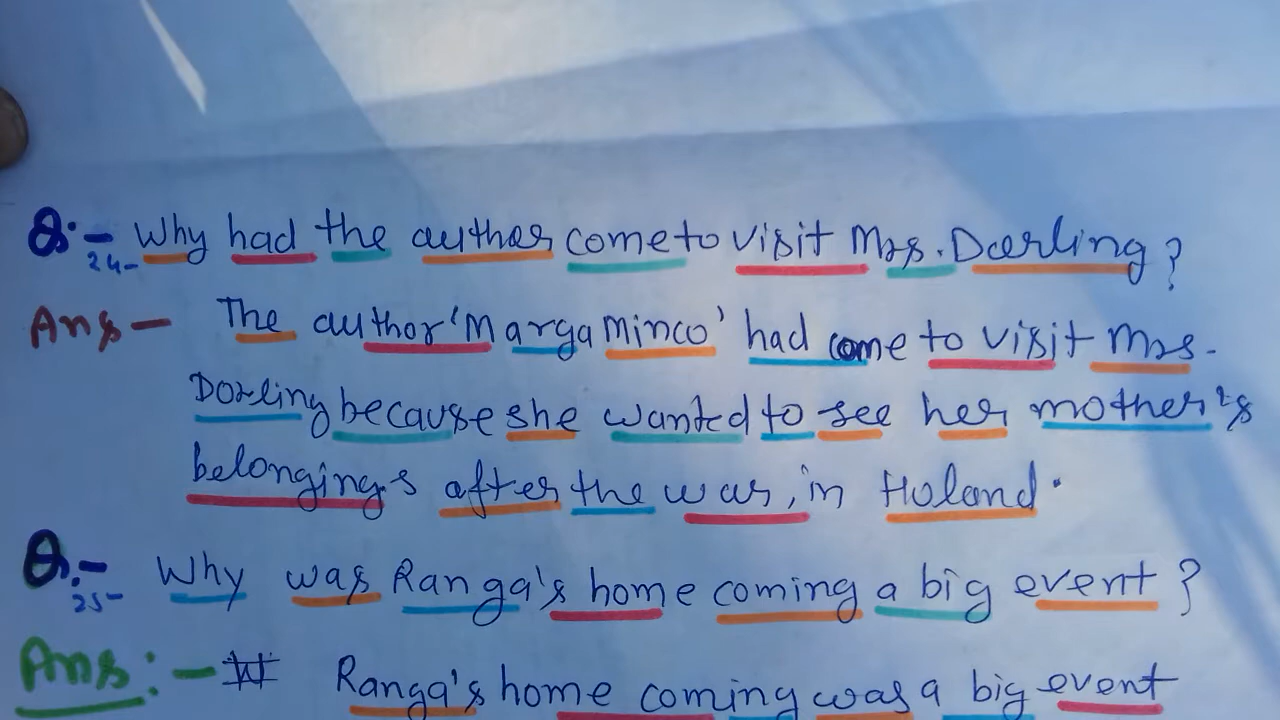 Q:- 24- Why had the author come to visit Mrs. Dorling?
Ans- The author 'Marga Minco' had come to visit Mrs.
Dorling because she wanted to see her mother's
belongings after the war, in Holand.
Q.:- 25- Why was Ranga's home coming a big event?
Ans:- Ranga's home coming was a big event